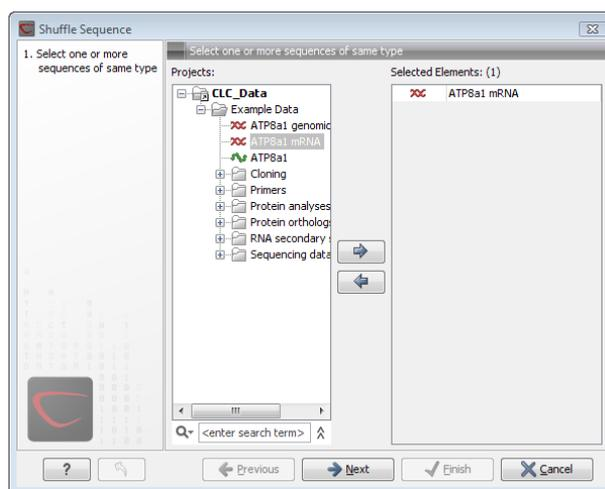 Shuffle Sequence
1. Select one or more
sequences of same type
Select one or more sequences of same type
Projects:
CLC_Data
Example Data
ATP8a1 genomic
ATP8a1 mRNA
ATP8a1
Cloning
Primers
Protein analyses
Protein orthologs
RNA secondary s
Sequencing data
<enter search term>
Selected Elements: (1)
ATP8a1 mRNA
?
Previous
Next
Finish
Cancel